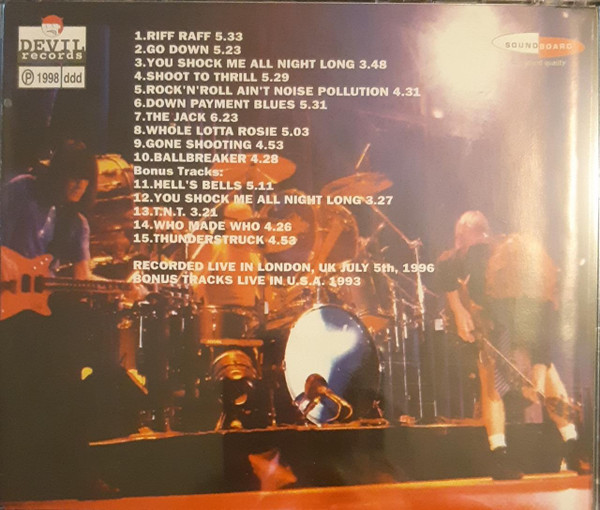 DEVIL
records
℗ 1998 ddd
SOUNDBOARD
quality
1.RIFF RAFF 5.33
2.GO DOWN 5.23
3.YOU SHOCK ME ALL NIGHT LONG 3.48
4.SHOOT TO THRILL 5.29
5.ROCK'N'ROLL AIN'T NOISE POLLUTION 4.31
6.DOWN PAYMENT BLUES 5.31
7.THE JACK 6.23
8.WHOLE LOTTA ROSIE 5.03
9.GONE SHOOTING 4.53
10.BALLBREAKER 4.28
Bonus Tracks:
11.HELL'S BELLS 5.11
12.YOU SHOCK ME ALL NIGHT LONG 3.27
13.T.N.T. 3.21
14.WHO MADE WHO 4.26
15.THUNDERSTRUCK 4.53
RECORDED LIVE IN LONDON, UK JULY 5th, 1996
BONUS TRACKS LIVE IN U.S.A. 1993